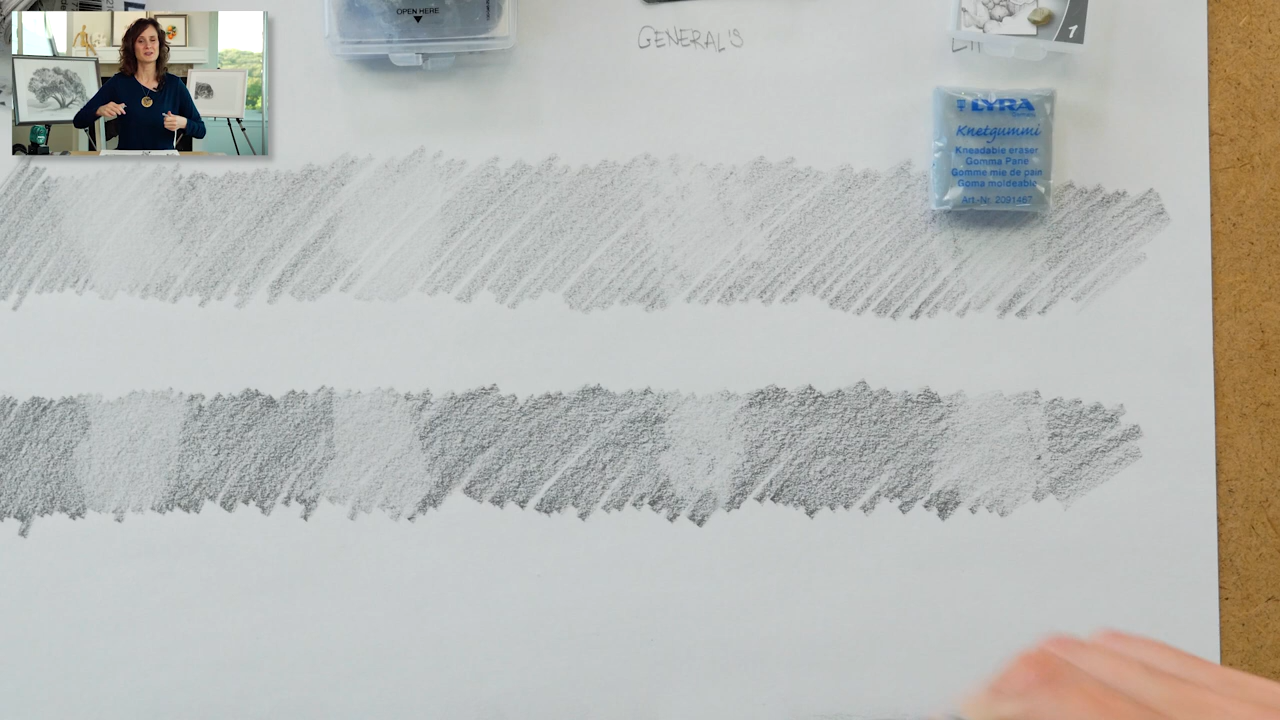 OPEN HERE
GENERAL'S
1
LYRA
Knetgummi
Kneadable eraser
Gomma Pane
Gomme mie de pain
Goma moldeable
Art.-Nr. 2091467